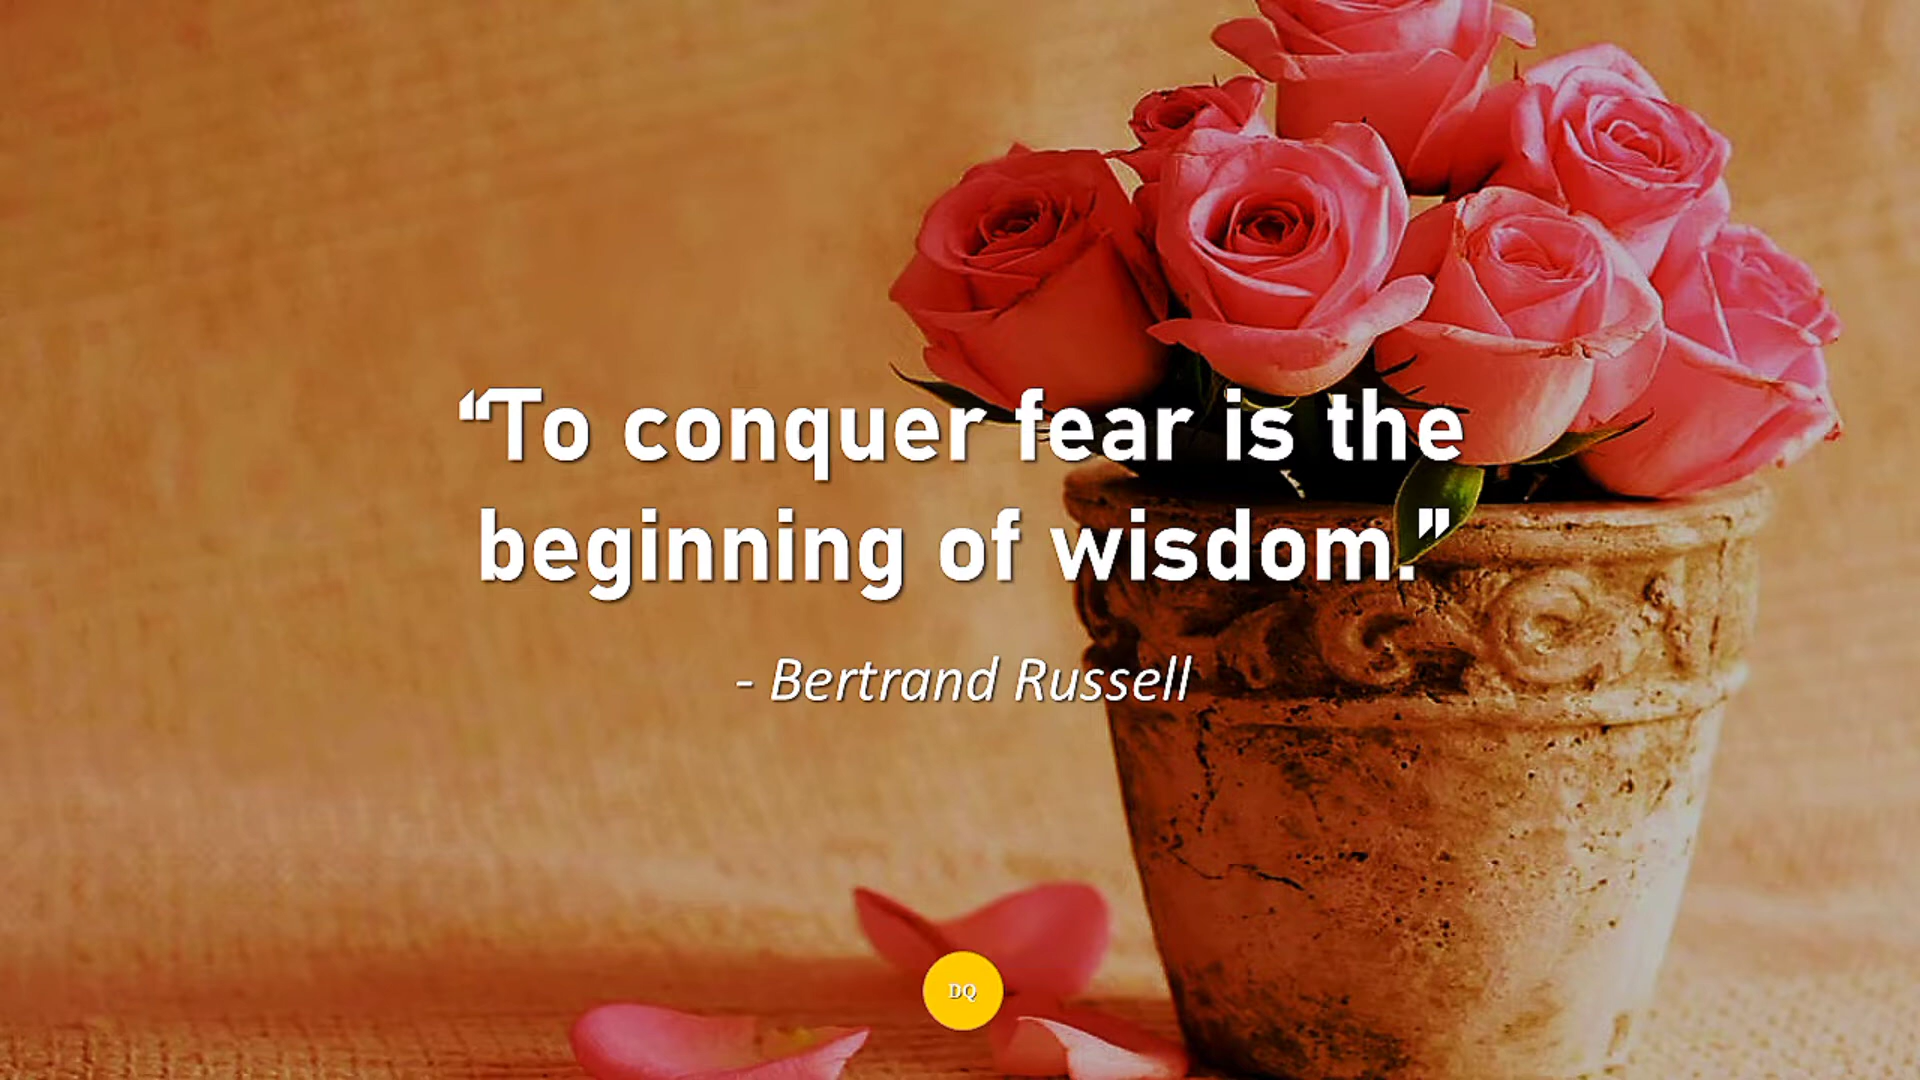 “To conquer fear is the
beginning of wisdom.”
- Bertrand Russell
DQ